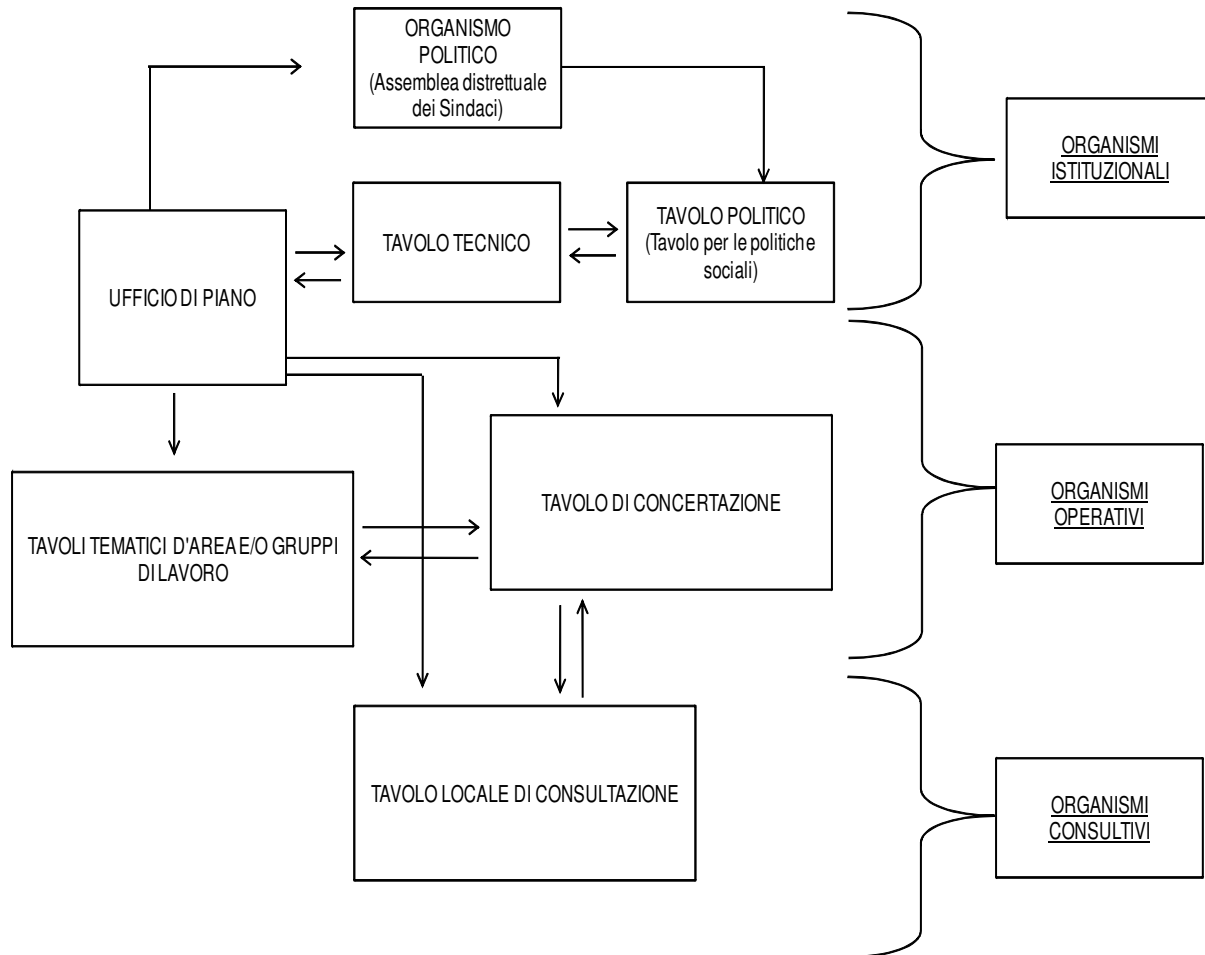 ORGANISMO
POLITICO
(Assemblea distrettuale
dei Sindaci)
ORGANISMI
ISTITUZIONALI
UFFICIO DI PIANO
TAVOLO TECNICO
TAVOLO POLITICO
(Tavolo per le politiche
sociali)
TAVOLI TEMATICI D'AREA E/O GRUPPI
DI LAVORO
TAVOLO DI CONCERTAZIONE
ORGANISMI
OPERATIVI
TAVOLO LOCALE DI CONSULTAZIONE
ORGANISMI
CONSULTIVI